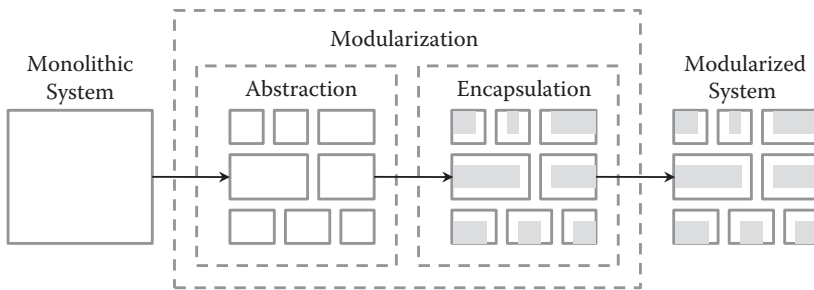 Modularization
Monolithic
System
Abstraction
Encapsulation
Modularized
System